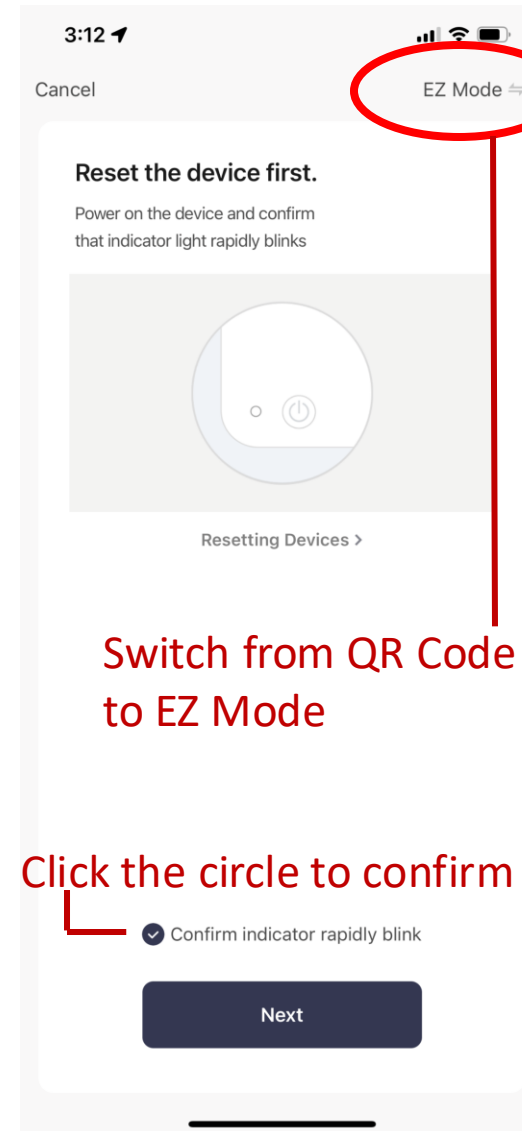 3:12
Cancel
EZ Mode
Reset the device first.
Power on the device and confirm
that indicator light rapidly blinks
Resetting Devices >
Switch from QR Code
to EZ Mode
Click the circle to confirm
Confirm indicator rapidly blink
Next